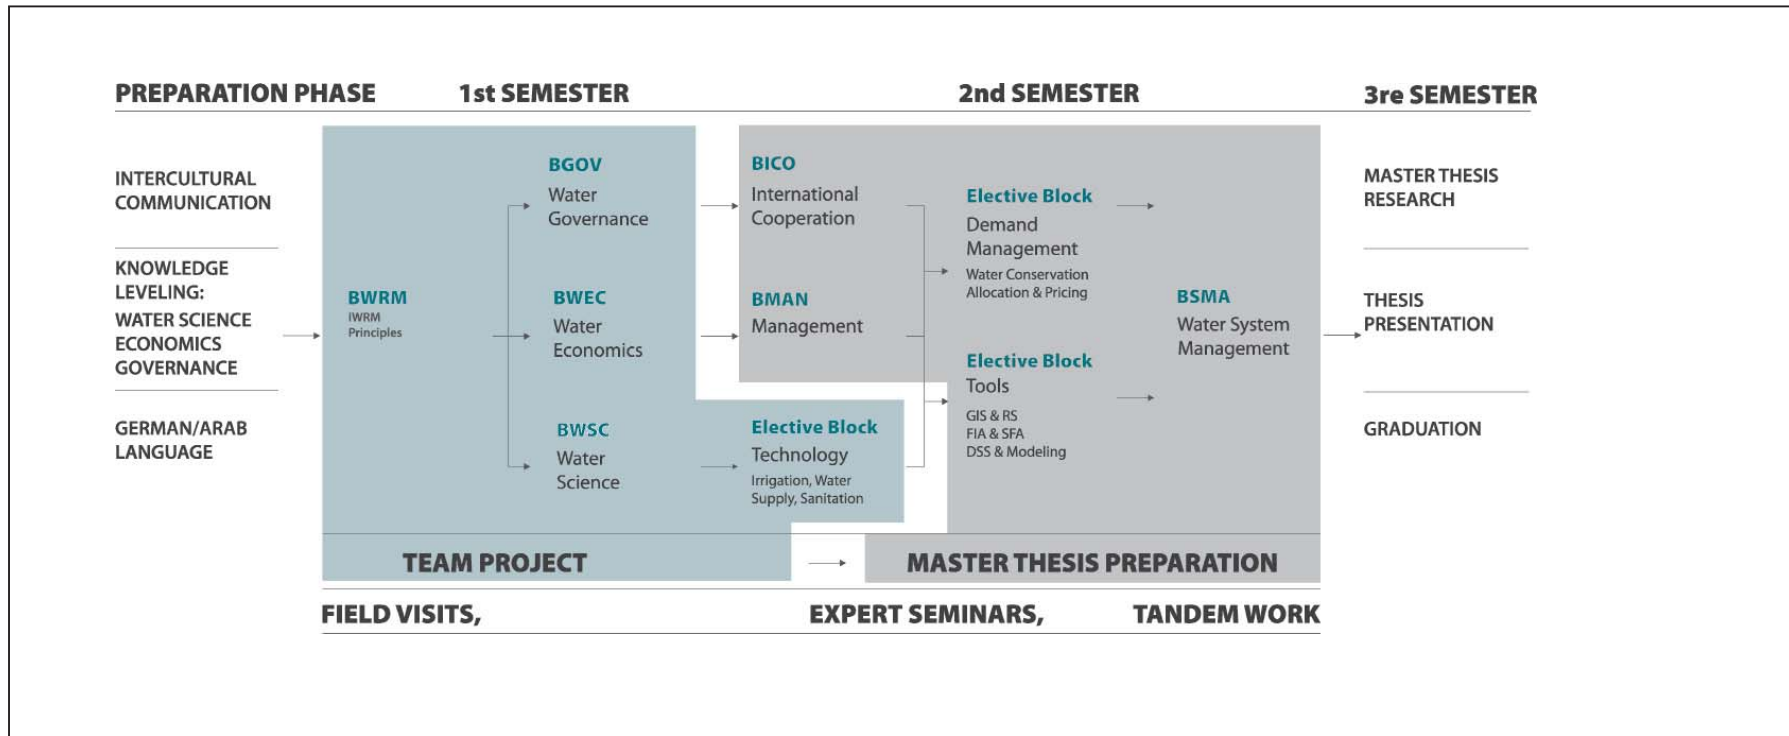 PREPARATION PHASE
1st SEMESTER
2nd SEMESTER
3re SEMESTER
INTERCULTURAL
COMMUNICATION
KNOWLEDGE
LEVELING:
WATER SCIENCE
ECONOMICS
GOVERNANCE
GERMAN/ARAB
LANGUAGE
BWRM
IWRM
Principles
BGOV
Water
Governance
BWEC
Water
Economics
BWSC
Water
Science
BICO
International
Cooperation
BMAN
Management
Elective Block
Technology
Irrigation, Water
Supply, Sanitation
Elective Block
Demand
Management
Water Conservation
Allocation & Pricing
Elective Block
Tools
GIS & RS
FIA & SFA
DSS & Modeling
BSMA
Water System
Management
MASTER THESIS
RESEARCH
THESIS
PRESENTATION
GRADUATION
TEAM PROJECT
MASTER THESIS PREPARATION
FIELD VISITS,
EXPERT SEMINARS,
TANDEM WORK